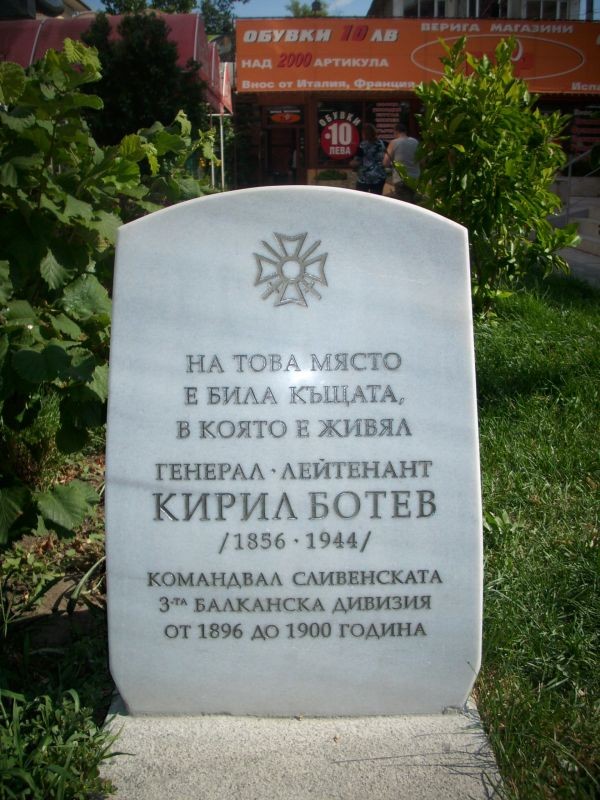 ОБУВКИ 10 ЛВ
ВЕРИГА МАГАЗИНИ
НАД 2000 АРТИКУЛА
Внос от Италия, Франция
ОБУВКИ
10
ЛЕВА
НА ТОВА МЯСТО
Е БИЛА КЪЩАТА,
В КОЯТО Е ЖИВЯЛ
ГЕНЕРАЛ · ЛЕЙТЕНАНТ
КИРИЛ БОТЕВ
/1856 · 1944/
КОМАНДВАЛ СЛИВЕНСКАТА
3-ТА БАЛКАНСКА ДИВИЗИЯ
ОТ 1896 ДО 1900 ГОДИНА